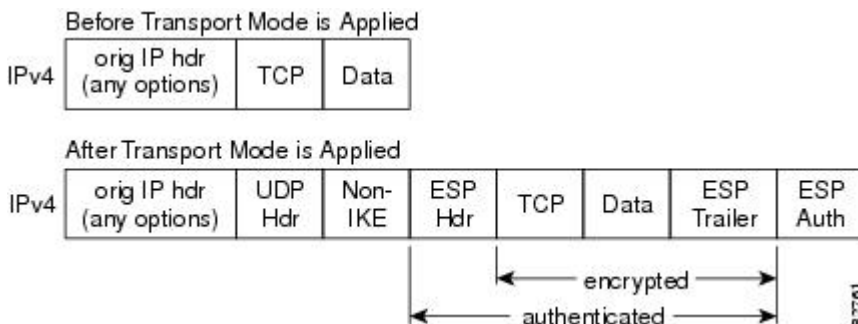 Before Transport Mode is Applied
IPv4
orig IP hdr
(any options)
TCP
Data
After Transport Mode is Applied
IPv4
orig IP hdr
(any options)
UDP
Hdr
Non-
IKE
ESP
Hdr
TCP
Data
ESP
Trailer
ESP
Auth
encrypted
authenticated